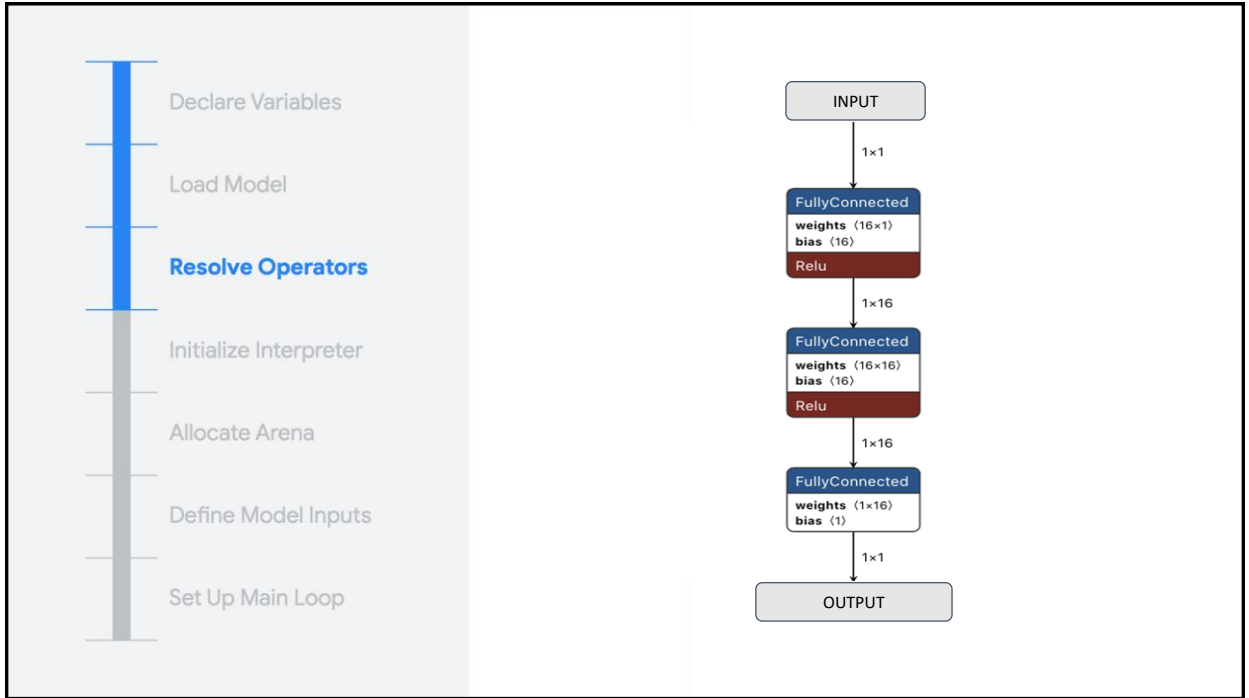 Declare Variables
Load Model
Resolve Operators
Initialize Interpreter
Allocate Arena
Define Model Inputs
Set Up Main Loop
INPUT
1×1
FullyConnected
weights ⟨16×1⟩
bias ⟨16⟩
Relu
1×16
FullyConnected
weights ⟨16×16⟩
bias ⟨16⟩
Relu
1×16
FullyConnected
weights ⟨1×16⟩
bias ⟨1⟩
1×1
OUTPUT